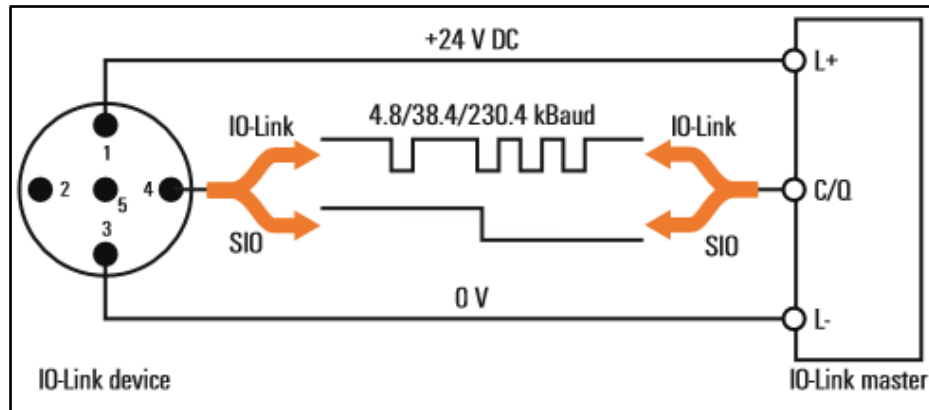 +24 V DC
L+
4.8/38.4/230.4 kBaud
IO-Link
IO-Link
1
2
5
4
C/Q
3
SIO
SIO
0 V
L-
IO-Link device
IO-Link master